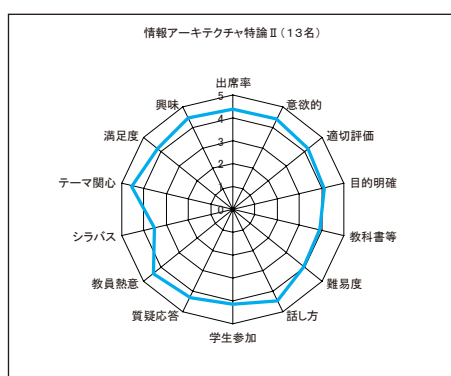 情報アーキテクチャ特論Ⅱ(13名)
出席率
意欲的
適切評価
目的明確
教科書等
難易度
話し方
学生参加
質疑応答
教員熱意
シラバス
テーマ関心
満足度
興味
5
4
3
2
1
0